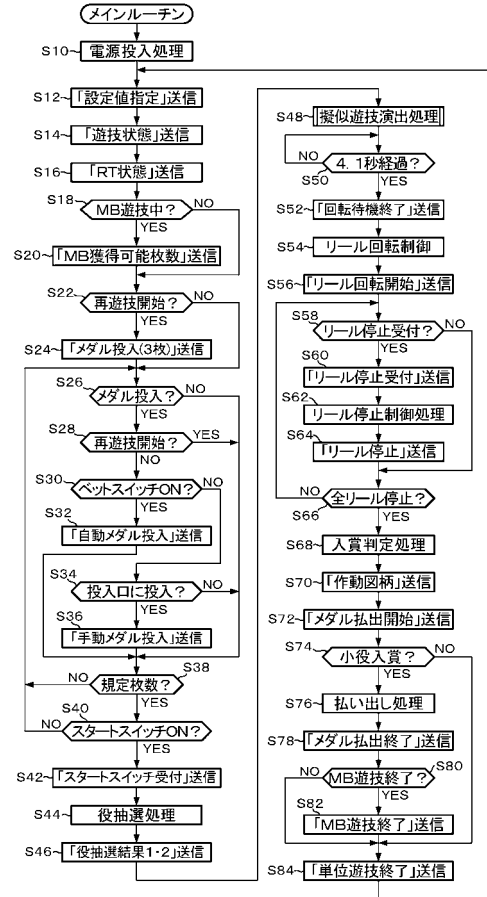 メインルーチン
S10 電源投入処理
S12 「設定値指定」送信
S14 「遊技状態」送信
S16 「RT状態」送信
S18 MB遊技中? NO
YES
S20 「MB獲得可能枚数」送信
S22 再遊技開始? NO
YES
S24 「メダル投入(3枚)」送信
S26 メダル投入? NO
YES
S28 再遊技開始? YES
NO
S30 ベットスイッチON? NO
YES
S32 「自動メダル投入」送信
S34 投入口に投入? NO
YES
S36 「手動メダル投入」送信
S38 規定枚数? NO
YES
S40 スタートスイッチON? NO
YES
S42 「スタートスイッチ受付」送信
S44 役抽選処理
S46 「役抽選結果1・2」送信
S48 擬似遊技演出処理
NO 4.1秒経過?
S50 YES
S52 「回転待機終了」送信
S54 リール回転制御
S56 「リール回転開始」送信
S58 リール停止受付? NO
YES
S60 「リール停止受付」送信
S62 リール停止制御処理
S64 「リール停止」送信
NO 全リール停止?
S66 YES
S68 入賞判定処理
S70 「作動図柄」送信
S72 「メダル払出開始」送信
S74 小役入賞? NO
YES
S76 払い出し処理
S78 「メダル払出終了」送信
NO MB遊技終了? S80
YES
S82 「MB遊技終了」送信
S84 「単位遊技終了」送信